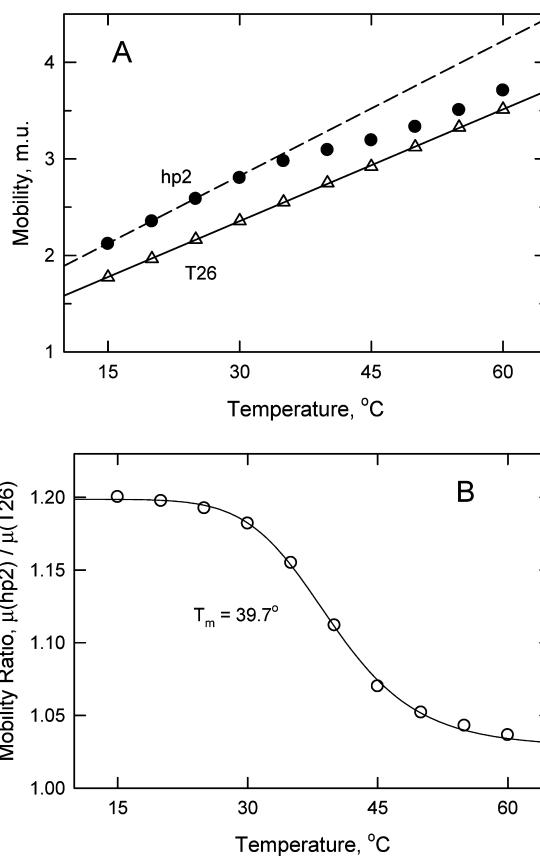 A
4
3
2
1
Mobility, m.u.
hp2
T26
15
30
45
60
Temperature, °C
B
1.20
1.15
1.10
1.05
1.00
Mobility Ratio, μ(hp2) / μ(T26)
Tm = 39.7°
15
30
45
60
Temperature, °C